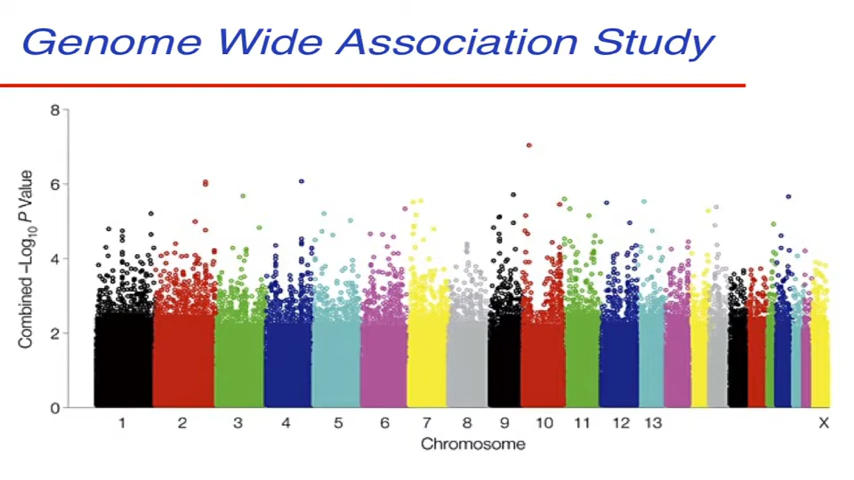 Genome Wide Association Study
8
6
4
2
0
Combined –Log10 P Value
1 2 3 4 5 6 7 8 9 10 11 12 13 X
Chromosome